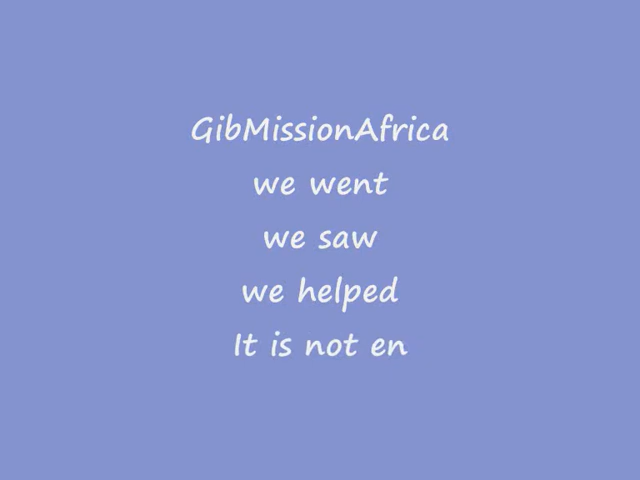 GibMissionAfrica
we went
we saw
we helped
It is not en